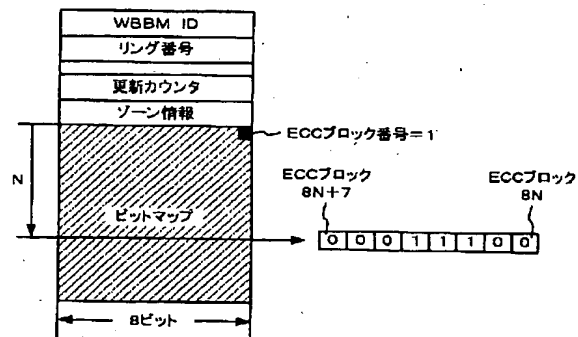 WBBM ID
リング番号
更新カウンタ
ゾーン情報
ECCブロック番号=1
N
ECCブロック
8N+7
ECCブロック
8N
ビットマップ
0 0 0 1 1 1 0 0
8ビット